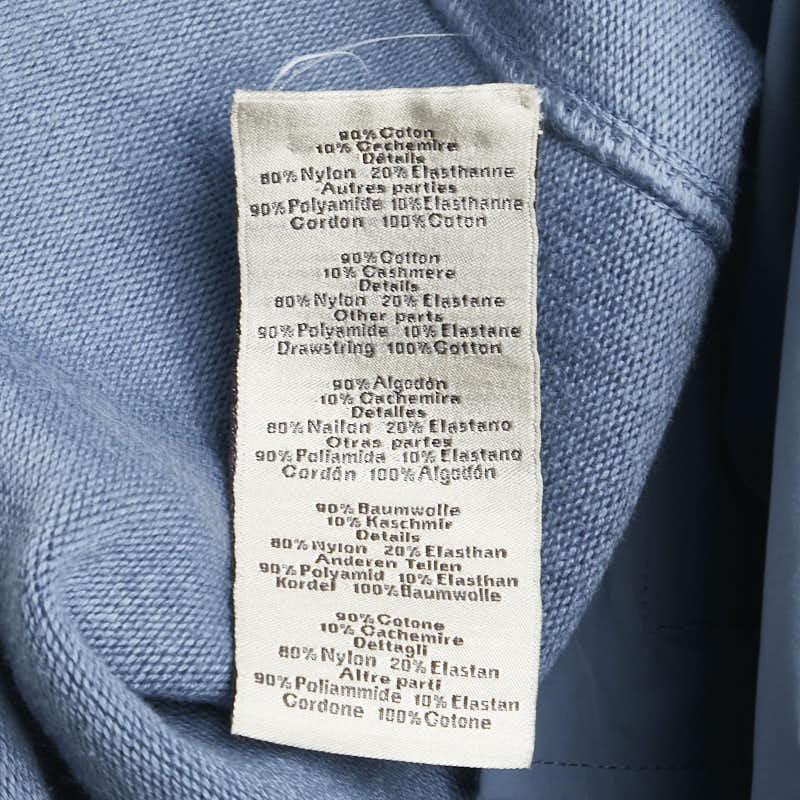 90% Coton
10% Cachemire
Détails
80% Nylon 20% Elasthanne
Autres parties
90% Polyamide 10% Elasthanne
Cordon 100% Coton
90% Cotton
10% Cashmere
Details
80% Nylon 20% Elastane
Other parts
90% Polyamide 10% Elastane
Drawstring 100% Cotton
90% Algodón
10% Cachemira
Detalles
80% Nailon 20% Elastano
Otras partes
90% Poliamida 10% Elastano
Cordón 100% Algodón
90% Baumwolle
10% Kaschmir
Details
80% Nylon 20% Elasthan
Anderen Teilen
90% Polyamid 10% Elasthan
Kordel 100% Baumwolle
90% Cotone
10% Cachemire
Dettagli
80% Nylon 20% Elastan
Altre parti
90% Poliammide 10% Elastan
Cordone 100% Cotone